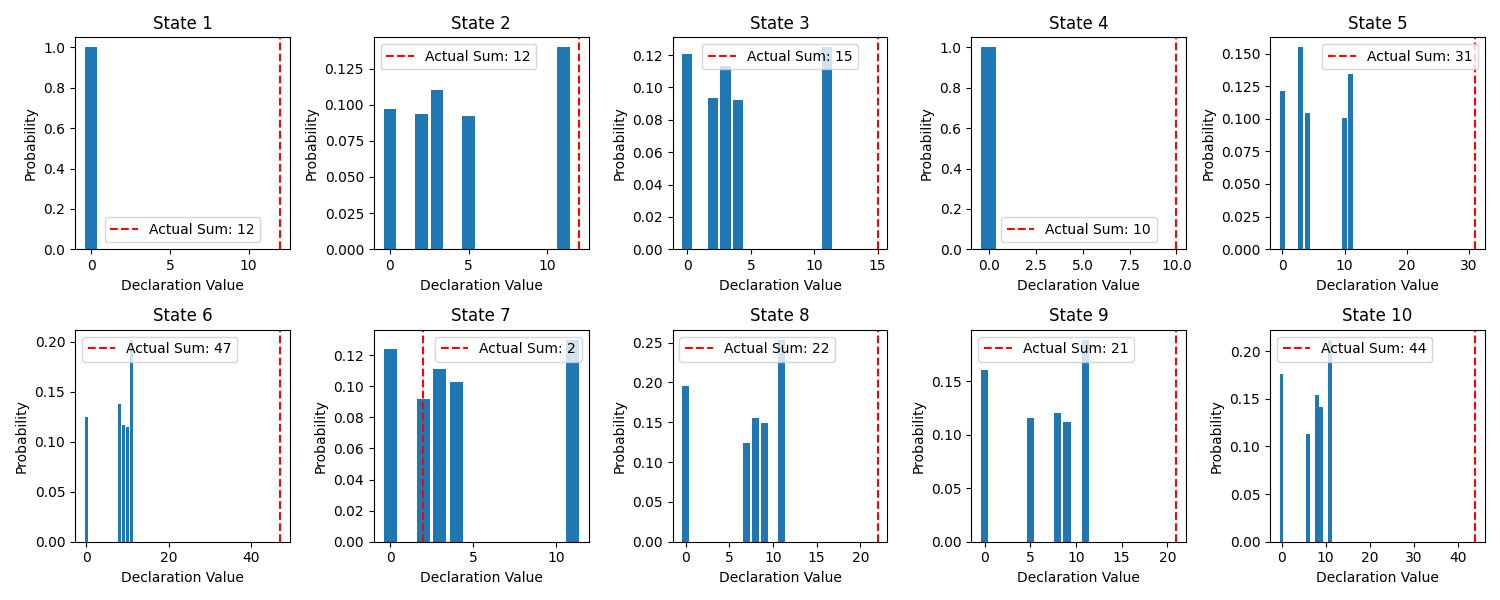 State 1
Probability
1.0
0.8
0.6
0.4
0.2
0.0
Actual Sum: 12
0 5 10
Declaration Value
State 2
Probability
0.125
0.100
0.075
0.050
0.025
0.000
Actual Sum: 12
0 5 10
Declaration Value
State 3
Probability
0.12
0.10
0.08
0.06
0.04
0.02
0.00
Actual Sum: 15
0 5 10 15
Declaration Value
State 4
Probability
1.0
0.8
0.6
0.4
0.2
0.0
Actual Sum: 10
0.0 2.5 5.0 7.5 10.0
Declaration Value
State 5
Probability
0.150
0.125
0.100
0.075
0.050
0.025
0.000
Actual Sum: 31
0 10 20 30
Declaration Value
State 6
Probability
0.20
0.15
0.10
0.05
0.00
Actual Sum: 47
0 20 40
Declaration Value
State 7
Probability
0.12
0.10
0.08
0.06
0.04
0.02
0.00
Actual Sum: 2
0 5 10
Declaration Value
State 8
Probability
0.25
0.20
0.15
0.10
0.05
0.00
Actual Sum: 22
0 5 10 15 20
Declaration Value
State 9
Probability
0.15
0.10
0.05
0.00
Actual Sum: 21
0 5 10 15 20
Declaration Value
State 10
Probability
0.20
0.15
0.10
0.05
0.00
Actual Sum: 44
0 10 20 30 40
Declaration Value